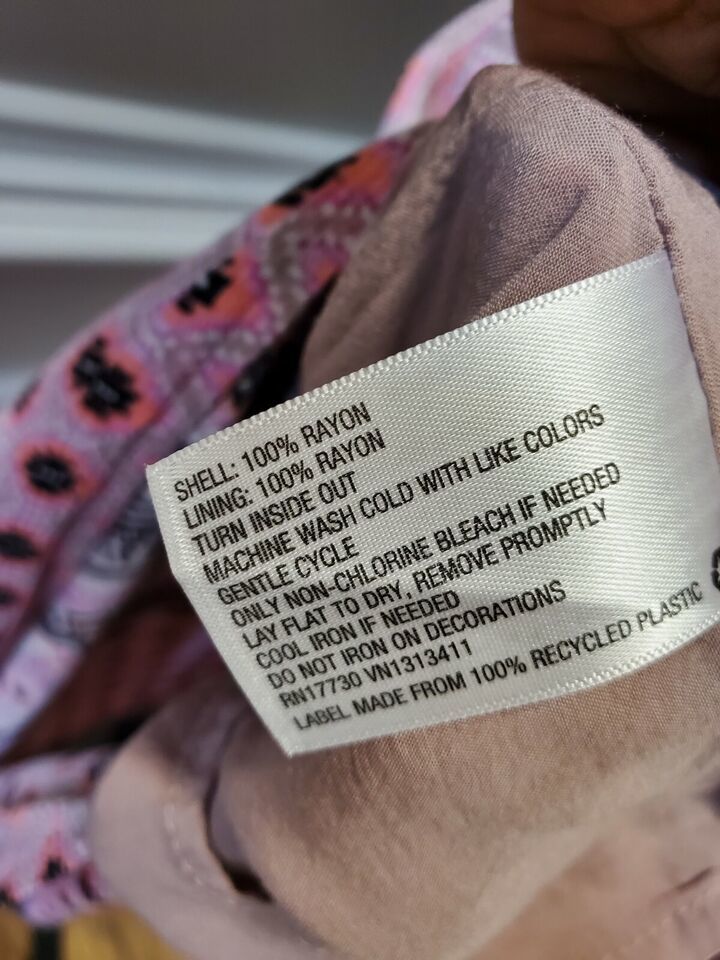 SHELL: 100% RAYON
LINING: 100% RAYON
TURN INSIDE OUT
MACHINE WASH COLD WITH LIKE COLORS
GENTLE CYCLE
ONLY NON-CHLORINE BLEACH IF NEEDED
LAY FLAT TO DRY, REMOVE PROMPTLY
COOL IRON IF NEEDED
DO NOT IRON ON DECORATIONS
RN17730 VN1313411
LABEL MADE FROM 100% RECYCLED PLASTIC